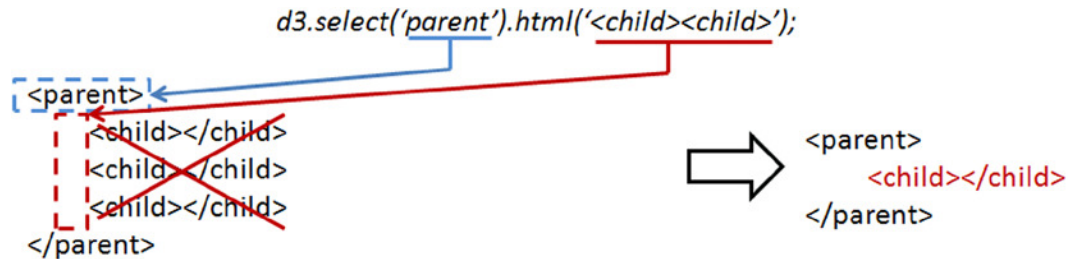 d3.select(‘parent’).html(‘<child><child>’);
<parent>
<child></child>
<child></child>
<child></child>
</parent>
<parent>
<child></child>
</parent>